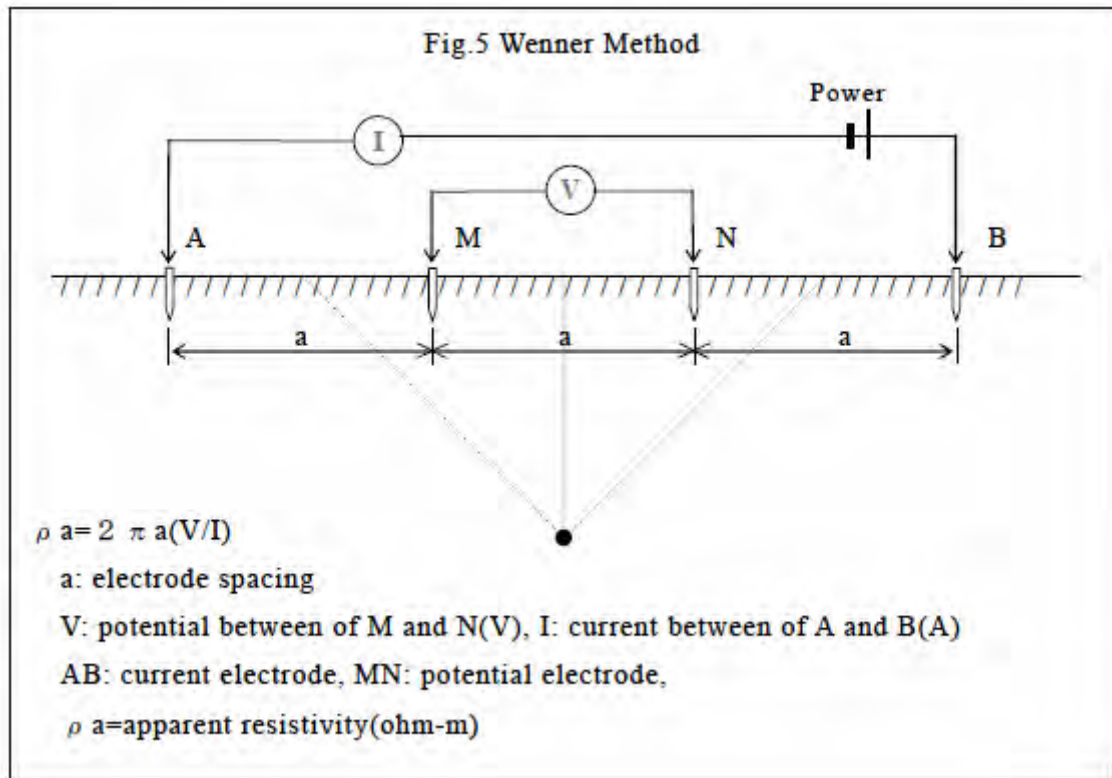 Fig.5 Wenner Method
Power
I
V
A
M
N
B
a
a
a
ρ a= 2 π a(V/I)
a: electrode spacing
V: potential between of M and N(V), I: current between of A and B(A)
AB: current electrode, MN: potential electrode,
ρ a=apparent resistivity(ohm-m)